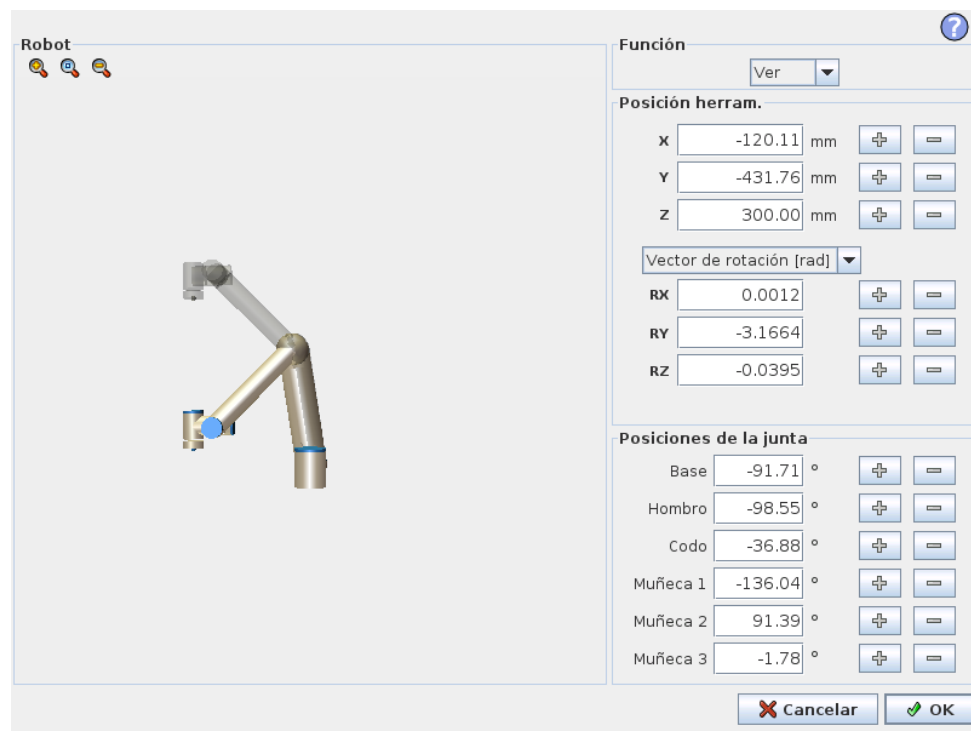 Robot
Función
Ver
Posición herram.
X -120.11 mm
Y -431.76 mm
Z 300.00 mm
Vector de rotación [rad]
RX 0.0012
RY -3.1664
RZ -0.0395
Posiciones de la junta
Base -91.71 º
Hombro -98.55 º
Codo -36.88 º
Muñeca 1 -136.04 º
Muñeca 2 91.39 º
Muñeca 3 -1.78 º
Cancelar
OK